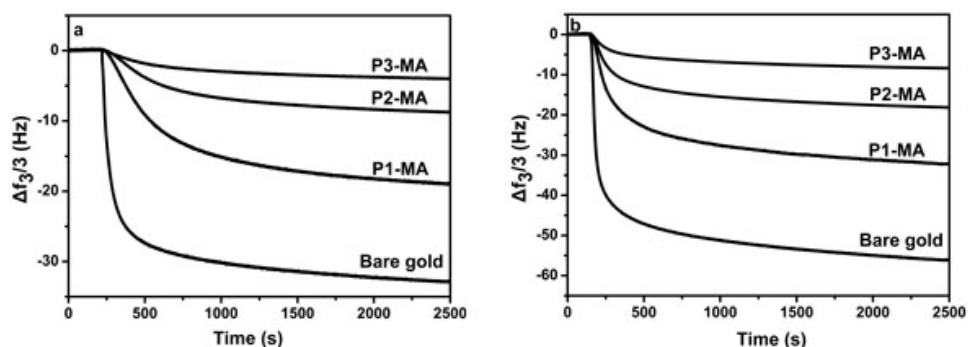 a
0
-10
-20
-30
Δf3/3 (Hz)
P3-MA
P2-MA
P1-MA
Bare gold
0 500 1000 1500 2000 2500
Time (s)
b
0
-10
-20
-30
-40
-50
-60
Δf3/3 (Hz)
P3-MA
P2-MA
P1-MA
Bare gold
0 500 1000 1500 2000 2500
Time (s)